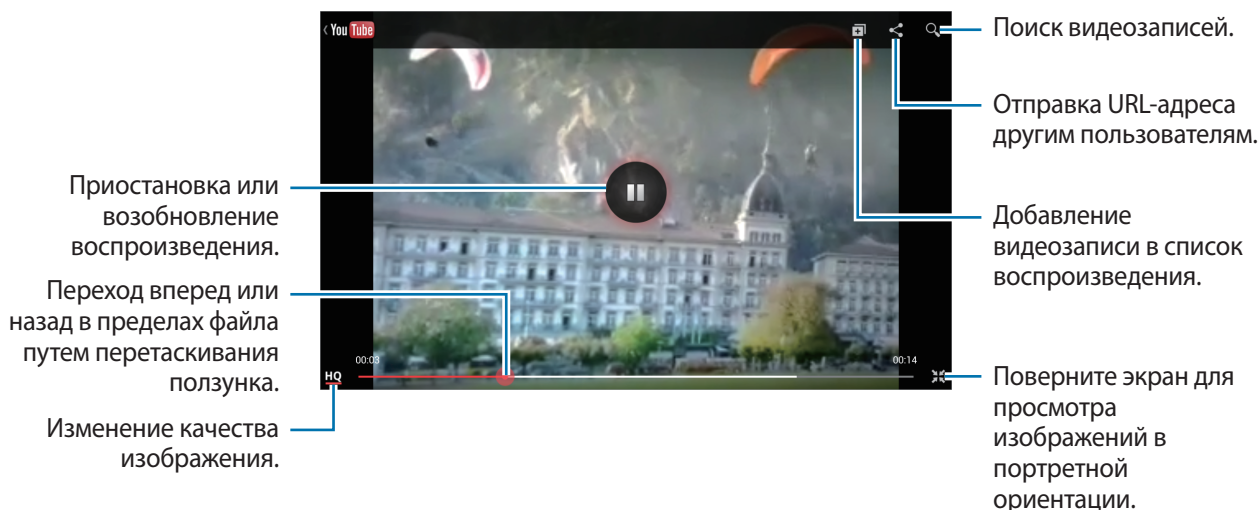 You Tube
Поиск видеозаписей.
Отправка URL-адреса
другим пользователям.
Приостановка или
возобновление
воспроизведения.
Добавление
видеозаписи в список
воспроизведения.
Переход вперед или
назад в пределах файла
путем перетаскивания
ползунка.
00:03
00:14
HQ
Изменение качества
изображения.
Поверните экран для
просмотра
изображений в
портретной
ориентации.